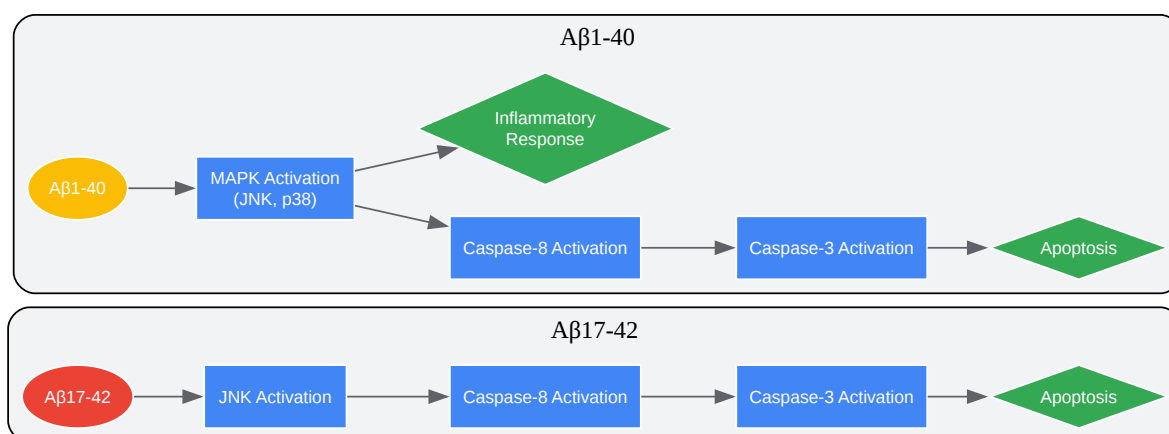 Aβ1-40
Inflammatory
Response
Aβ1-40
MAPK Activation
(JNK, p38)
Caspase-8 Activation
Caspase-3 Activation
Apoptosis
Aβ17-42
Aβ17-42
JNK Activation
Caspase-8 Activation
Caspase-3 Activation
Apoptosis